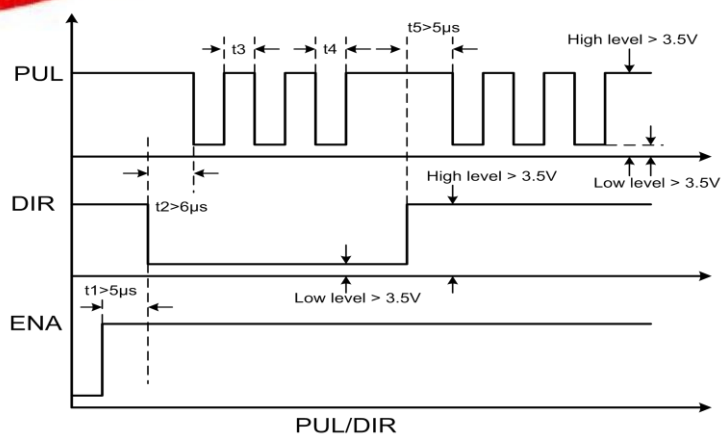 t5>5μs
High level > 3.5V
PUL
t3
t4
High level > 3.5V
Low level > 3.5V
DIR
t2>6μs
t1>5μs
Low level > 3.5V
ENA
PUL/DIR